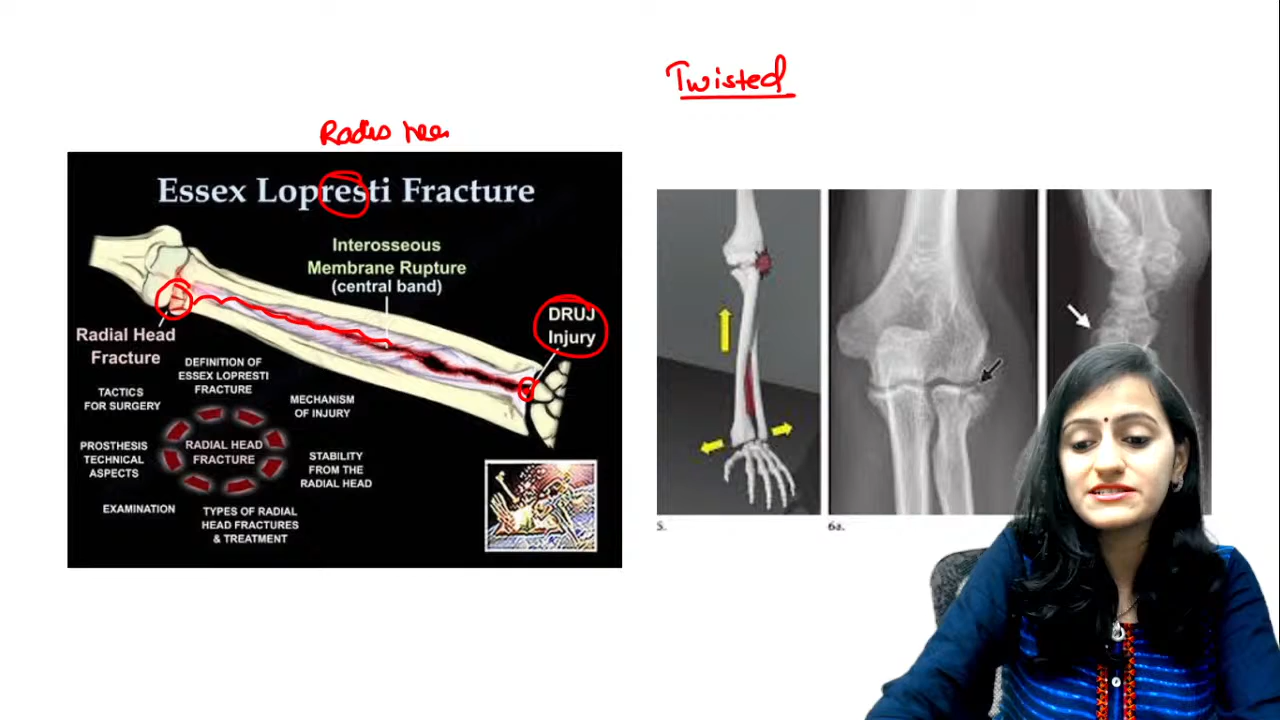 Twisted
Radius hea
Essex Lopresti Fracture
Interosseous
Membrane Rupture
(central band)
DRUJ
Injury
Radial Head
Fracture
DEFINITION OF
ESSEX LOPRESTI
FRACTURE
TACTICS
FOR SURGERY
MECHANISM
OF INJURY
PROSTHESIS
TECHNICAL
ASPECTS
RADIAL HEAD
FRACTURE
STABILITY
FROM THE
RADIAL HEAD
EXAMINATION
TYPES OF RADIAL
HEAD FRACTURES
& TREATMENT
5.
6a.